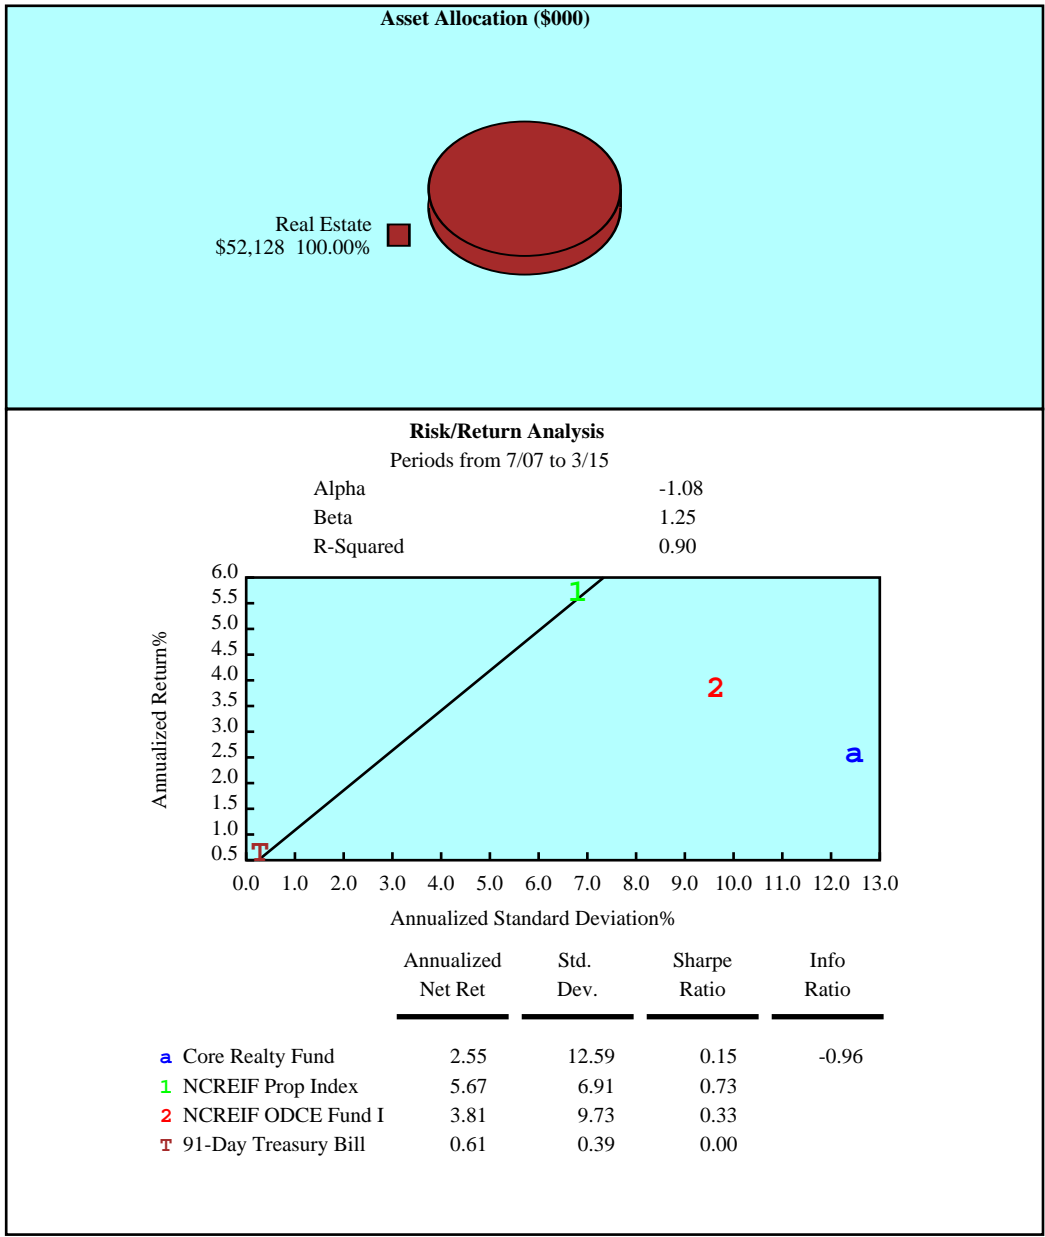 Asset Allocation ($000)
Real Estate
$52,128 100.00%
Risk/Return Analysis
Periods from 7/07 to 3/15
Alpha -1.08
Beta 1.25
R-Squared 0.90
6.0
5.5
5.0
4.5
4.0
3.5
3.0
2.5
2.0
1.5
1.0
0.5
Annualized Return%
1
2
a
T
0.0 1.0 2.0 3.0 4.0 5.0 6.0 7.0 8.0 9.0 10.0 11.0 12.0 13.0
Annualized Standard Deviation%
Annualized Std. Sharpe Info
Net Ret Dev. Ratio Ratio
a Core Realty Fund 2.55 12.59 0.15 -0.96
1 NCREIF Prop Index 5.67 6.91 0.73
2 NCREIF ODCE Fund I 3.81 9.73 0.33
T 91-Day Treasury Bill 0.61 0.39 0.00